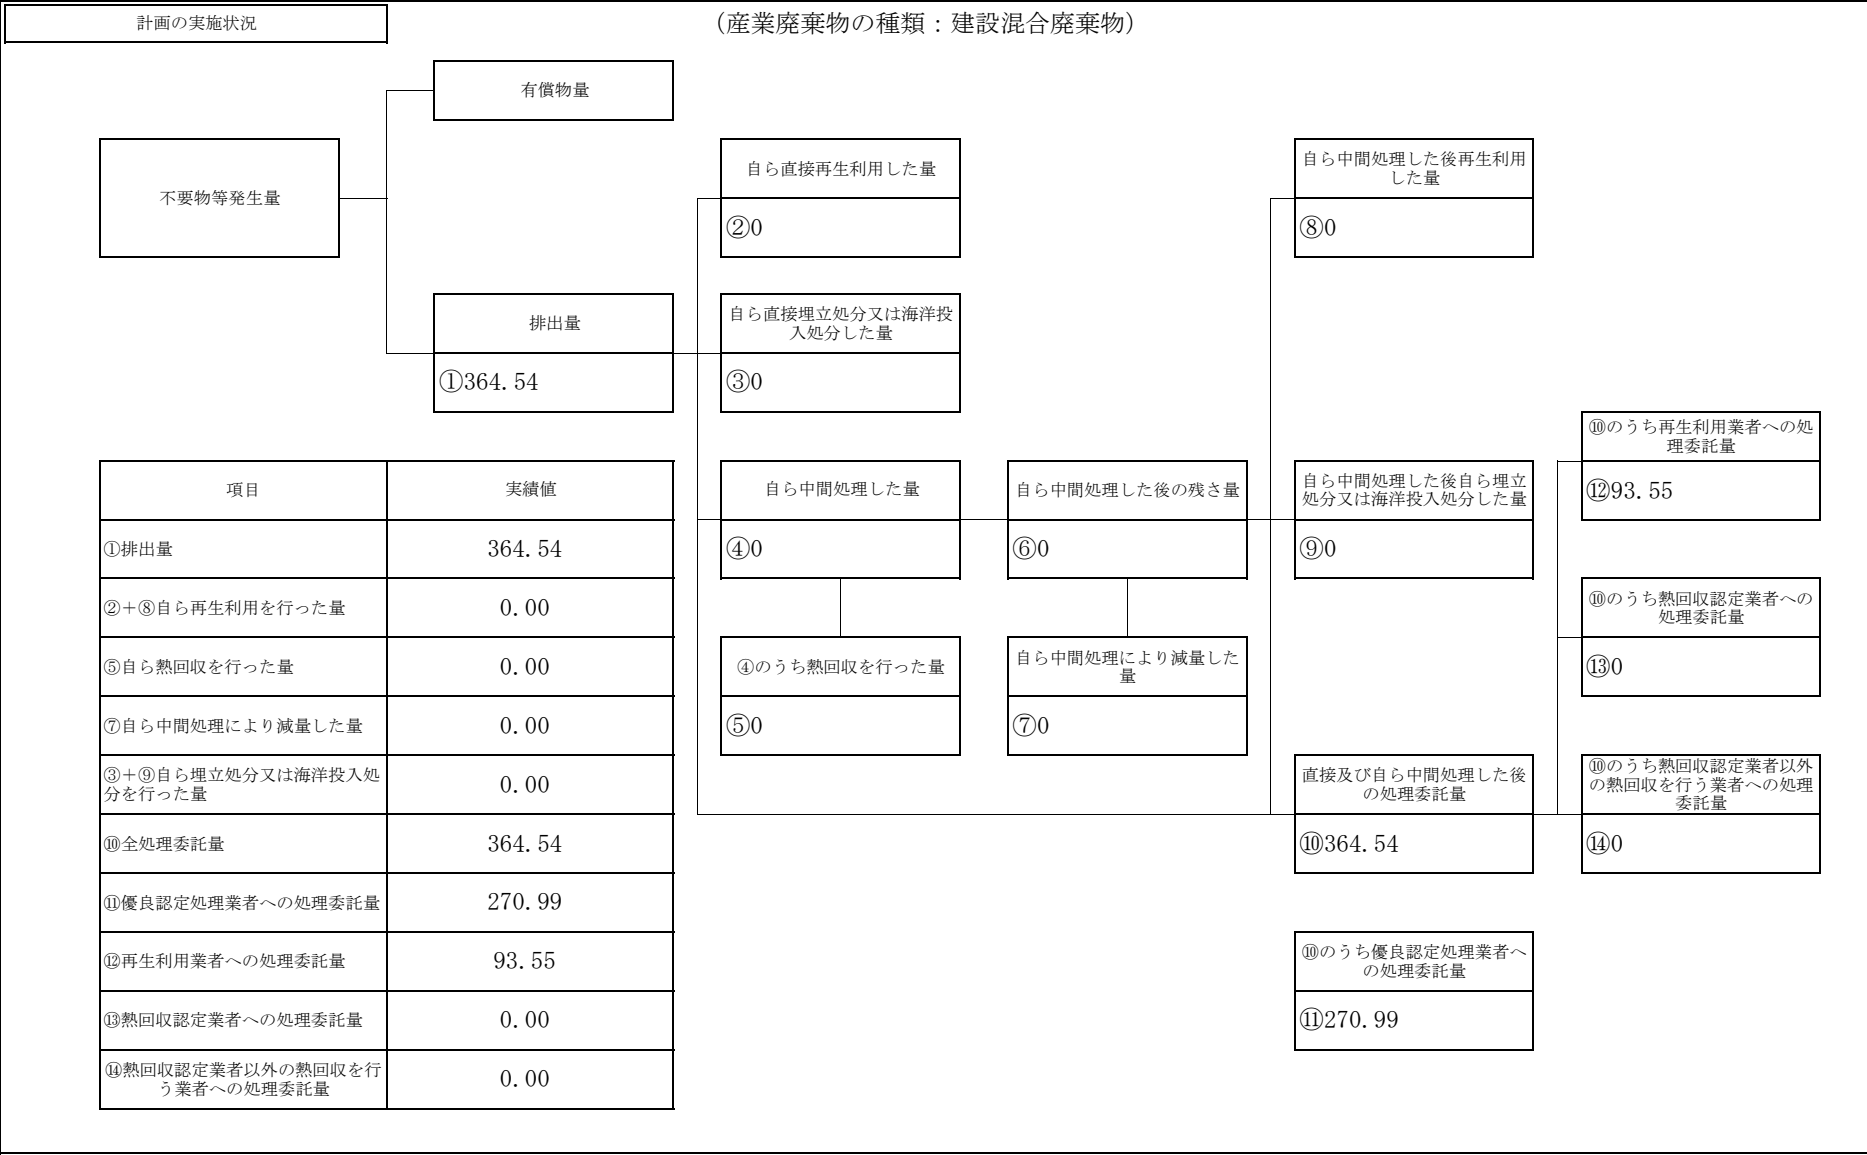 計画の実施状況
（産業廃棄物の種類：建設混合廃棄物）
有償物量
不要物等発生量
自ら直接再生利用した量
②0
自ら中間処理した後再生利用
した量
⑧0
排出量
①364.54
自ら直接埋立処分又は海洋投
入処分した量
③0
⑩のうち再生利用業者への処
理委託量
⑫93.55
自ら中間処理した量
④0
自ら中間処理した後の残さ量
⑥0
自ら中間処理した後自ら埋立
処分又は海洋投入処分した量
⑨0
⑩のうち熱回収認定業者への
処理委託量
⑬0
④のうち熱回収を行った量
⑤0
自ら中間処理により減量した
量
⑦0
直接及び自ら中間処理した後
の処理委託量
⑩364.54
⑩のうち熱回収認定業者以外
の熱回収を行う業者への処理
委託量
⑭0
⑩のうち優良認定処理業者へ
の処理委託量
⑪270.99
項目 実績値
①排出量 364.54
②＋⑧自ら再生利用を行った量 0.00
⑤自ら熱回収を行った量 0.00
⑦自ら中間処理により減量した量 0.00
③＋⑨自ら埋立処分又は海洋投入処
分を行った量 0.00
⑩全処理委託量 364.54
⑪優良認定処理業者への処理委託量 270.99
⑫再生利用業者への処理委託量 93.55
⑬熱回収認定業者への処理委託量 0.00
⑭熱回収認定業者以外の熱回収を行
う業者への処理委託量 0.00